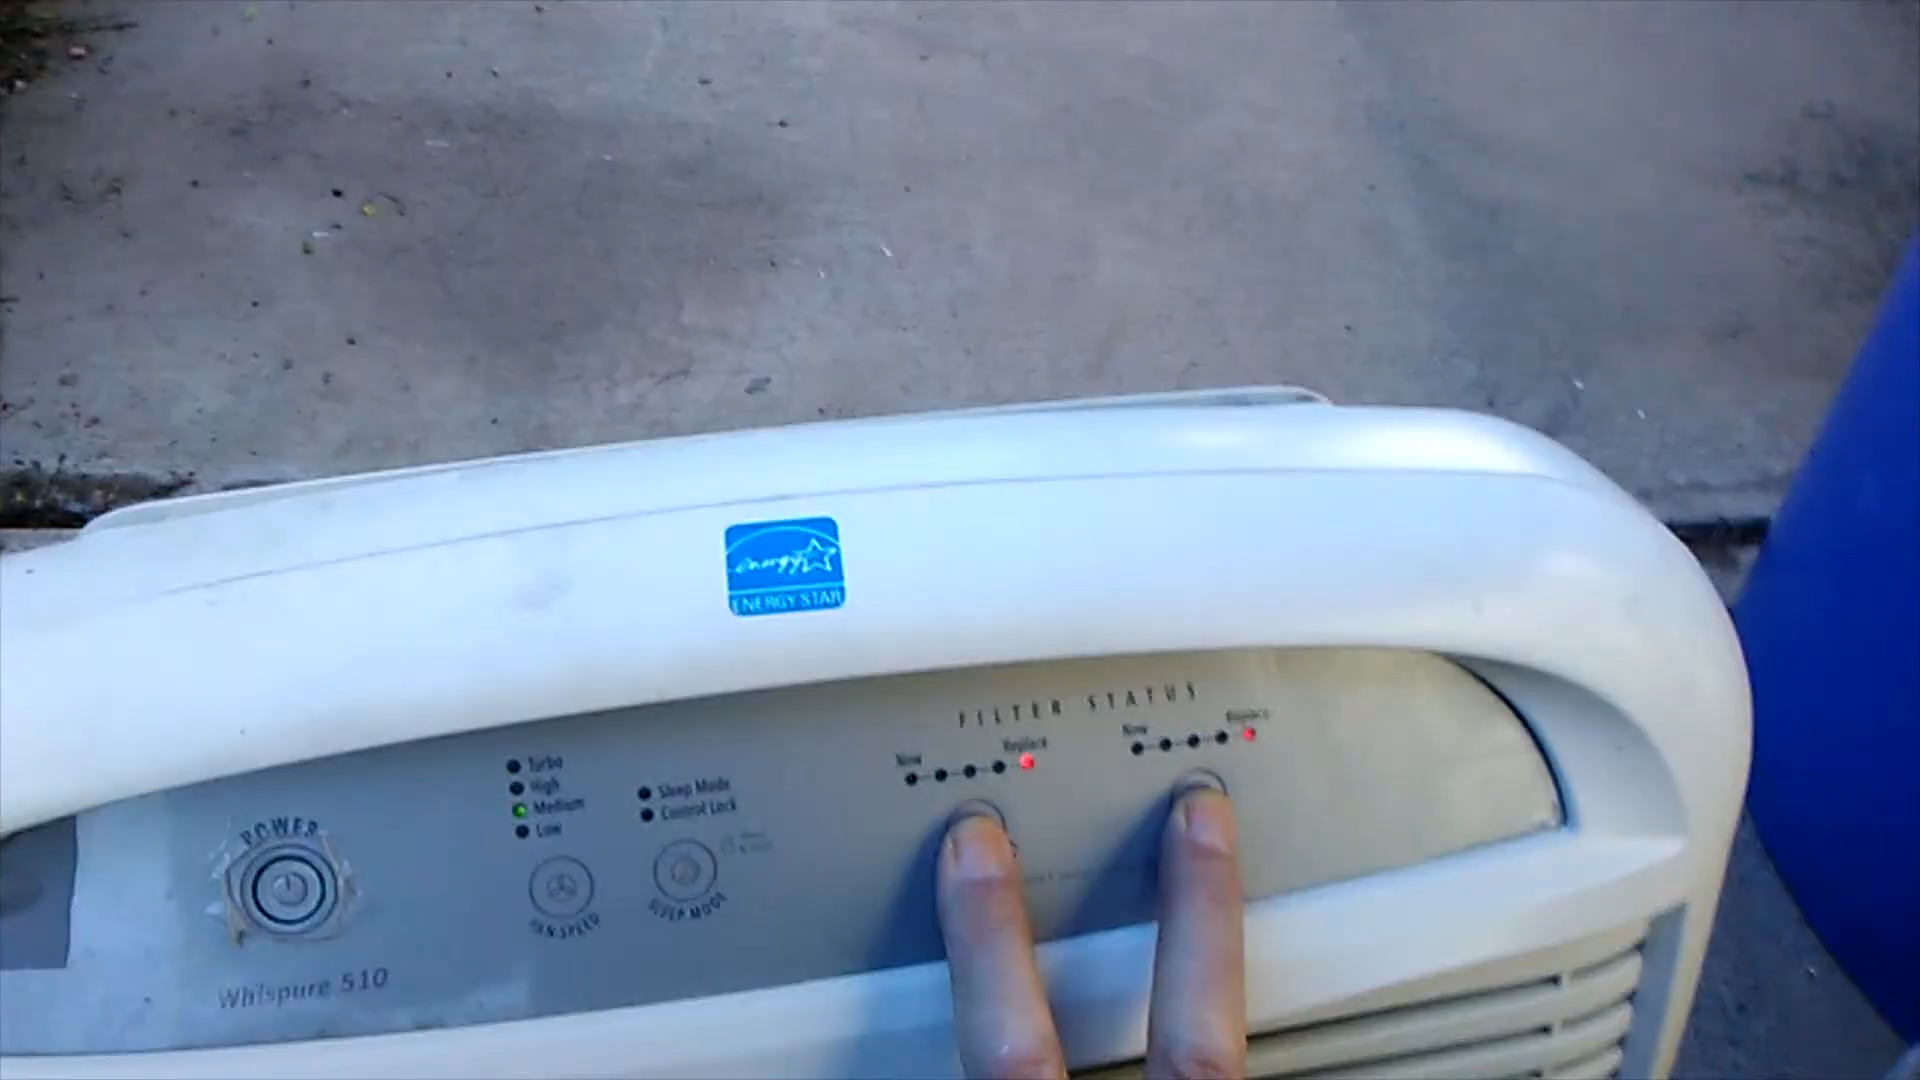 energy
ENERGY STAR
FILTER STATUS
New
Replace
New
Replace
Turbo
High
Medium
Low
Sleep Mode
Control Lock
POWER
FAN SPEED
SLEEP MODE
Whispure 510